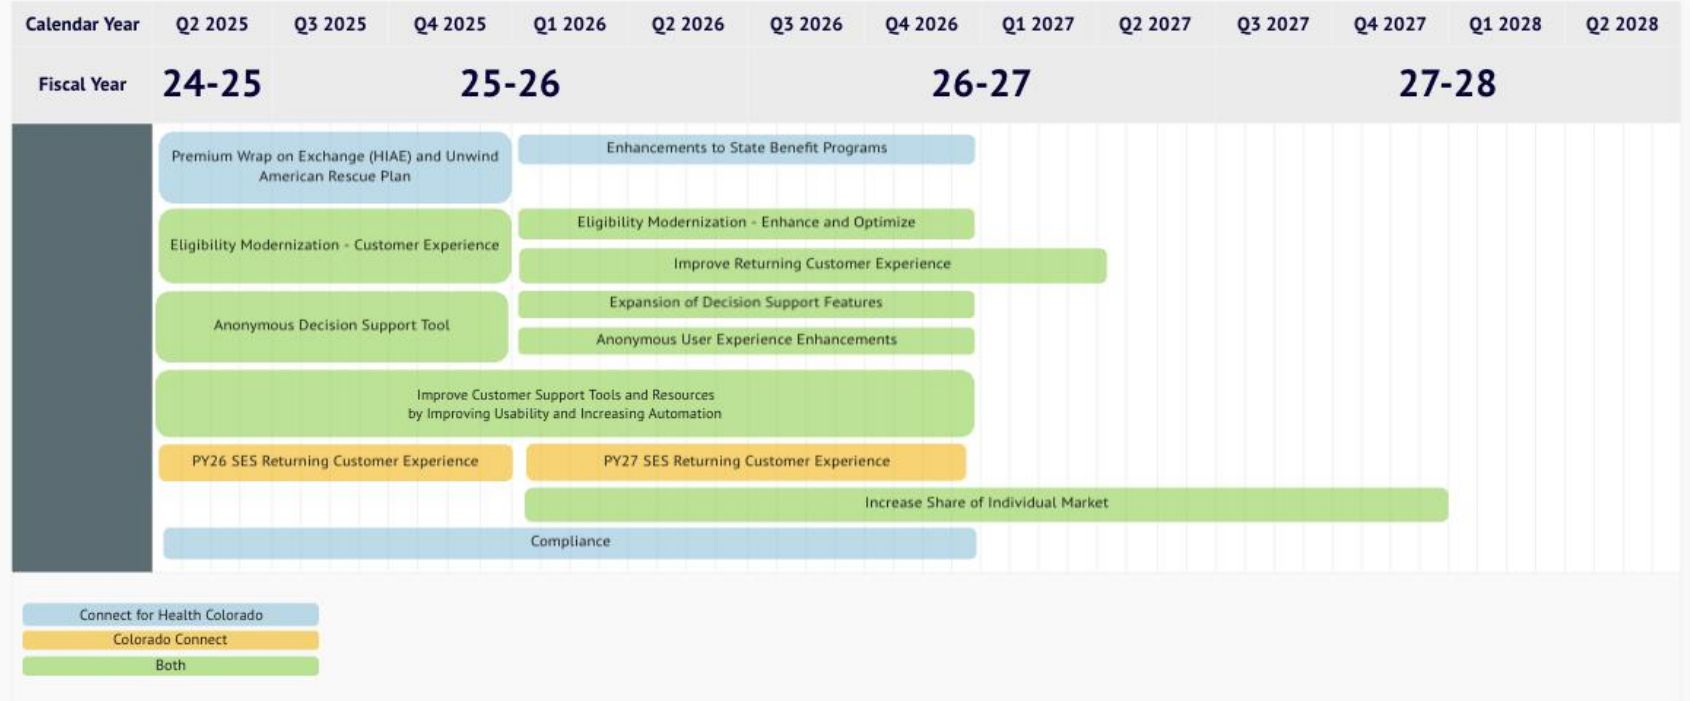 Calendar Year Q2 2025 Q3 2025 Q4 2025 Q1 2026 Q2 2026 Q3 2026 Q4 2026 Q1 2027 Q2 2027 Q3 2027 Q4 2027 Q1 2028 Q2 2028
Fiscal Year 24-25 25-26 26-27 27-28
Premium Wrap on Exchange (HIAE) and Unwind
American Rescue Plan
Enhancements to State Benefit Programs
Eligibility Modernization - Customer Experience
Eligibility Modernization - Enhance and Optimize
Improve Returning Customer Experience
Anonymous Decision Support Tool
Expansion of Decision Support Features
Anonymous User Experience Enhancements
Improve Customer Support Tools and Resources
by Improving Usability and Increasing Automation
PY26 SES Returning Customer Experience
PY27 SES Returning Customer Experience
Increase Share of Individual Market
Compliance
Connect for Health Colorado
Colorado Connect
Both